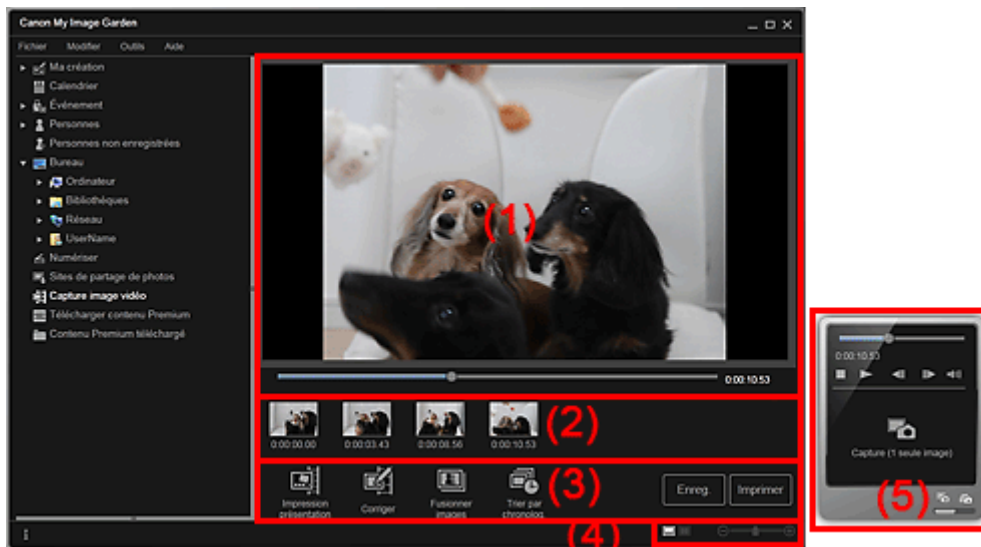 Canon My Image Garden
Fichier Modifier Outils Aide
Ma création
Calendrier
Événement
Personnes
Personnes non enregistrées
Bureau
Ordinateur
Bibliothèques
Réseau
UserName
Numériser
Sites de partage de photos
Capture image vidéo
Télécharger contenu Premium
Contenu Premium téléchargé
(1)
0:00:10.53
0:00:00.00 0:00:03.43 0:00:08.56 0:00:10.53
(2)
Impression présentation
Corriger
Fusionner images
Trier par chronolog.
(3)
Enreg. Imprimer
(4)
0:00:10.53
Capture (1 seule image)
(5)